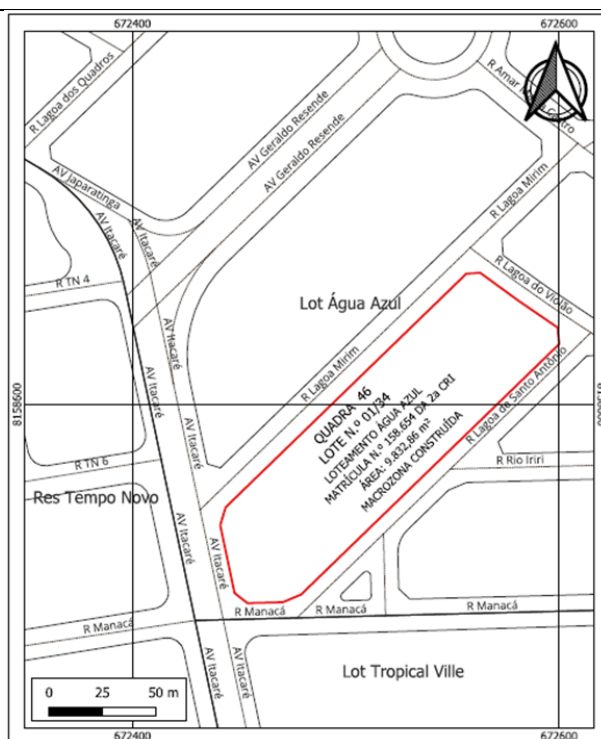 672400
672600
R Lagoa dos Quadros
AV Geraldo Resende
AV Geraldo Resende
R Amar
Castro
AV Japaratinga
AV Itacaré
AV Itacaré
R Lagoa Mirim
R Lagoa do Violão
R TN 4
Lot Água Azul
AV Itacaré
AV Itacaré
R Lagoa Mirim
8158600
QUADRA 46
LOTE N.º 01/34
LOTEAMENTO ÁGUA AZUL
MATRÍCULA N.º 158.654 DA 2a CRI
ÁREA: 9.832,86 m²
MACROZONA CONSTRUÍDA
R Lagoa de Santo Antônio
8158600
R TN 6
R Rio Iriri
Res Tempo Novo
AV Itacaré
AV Itacaré
R Manacá
R Manacá
R Manacá
R Manacá
AV Itacaré
AV Itacaré
Lot Tropical Ville
0 25 50 m
672400
672600